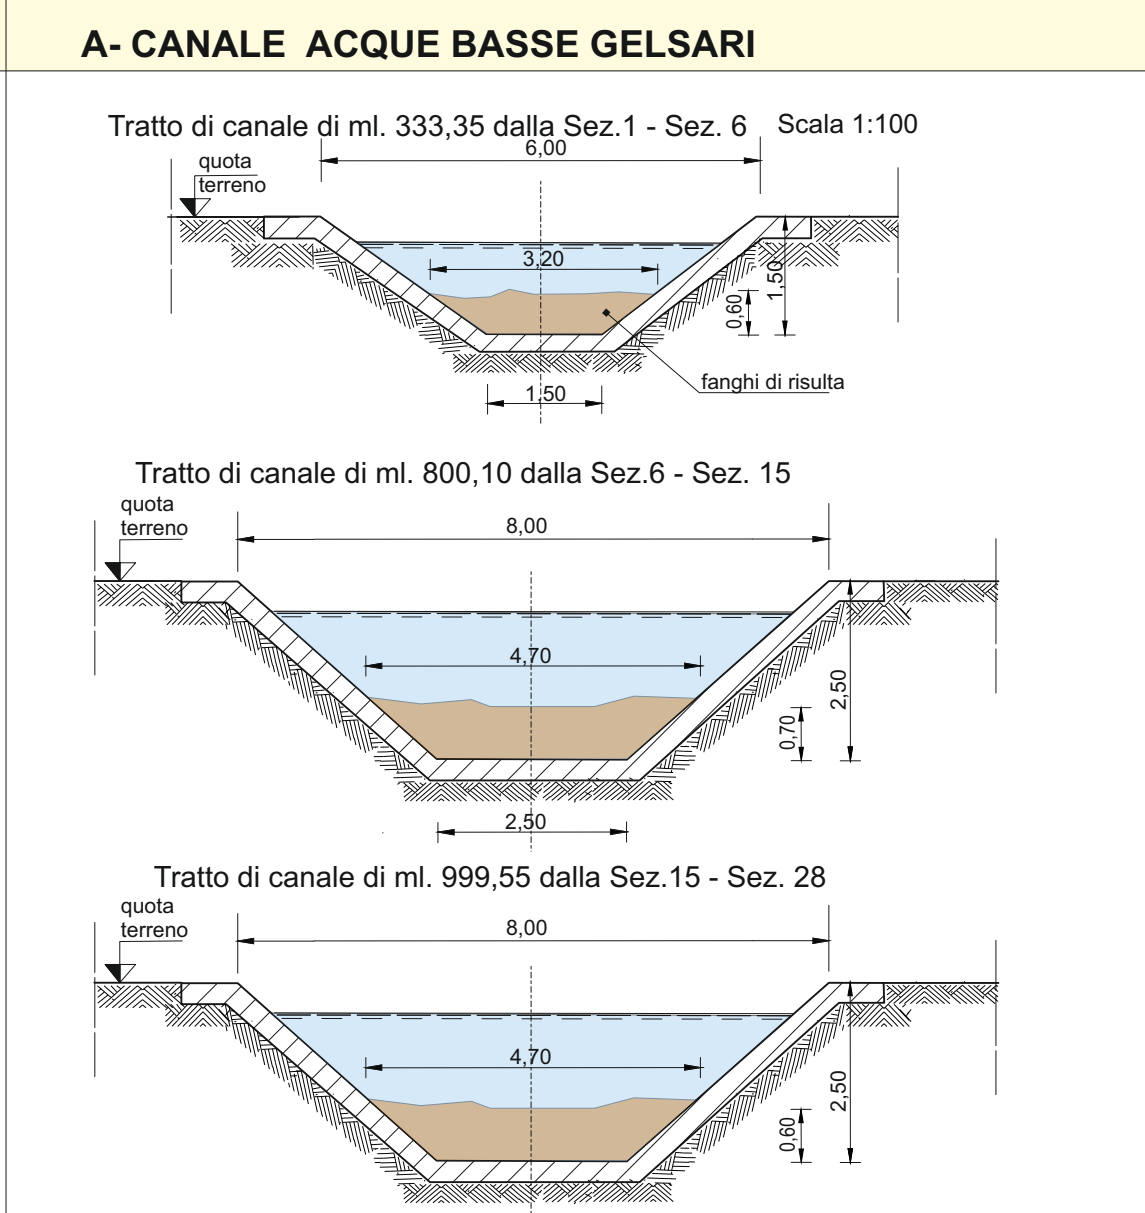 A- CANALE ACQUE BASSE GELSARI
Tratto di canale di ml. 333,35 dalla Sez.1 - Sez. 6 Scala 1:100
6,00
quota
terreno
3,20
1,50
0,60
fanghi di risulta
1,50
Tratto di canale di ml. 800,10 dalla Sez.6 - Sez. 15
quota
terreno
8,00
4,70
2,50
0,70
2,50
Tratto di canale di ml. 999,55 dalla Sez.15 - Sez. 28
quota
terreno
8,00
4,70
2,50
0,60